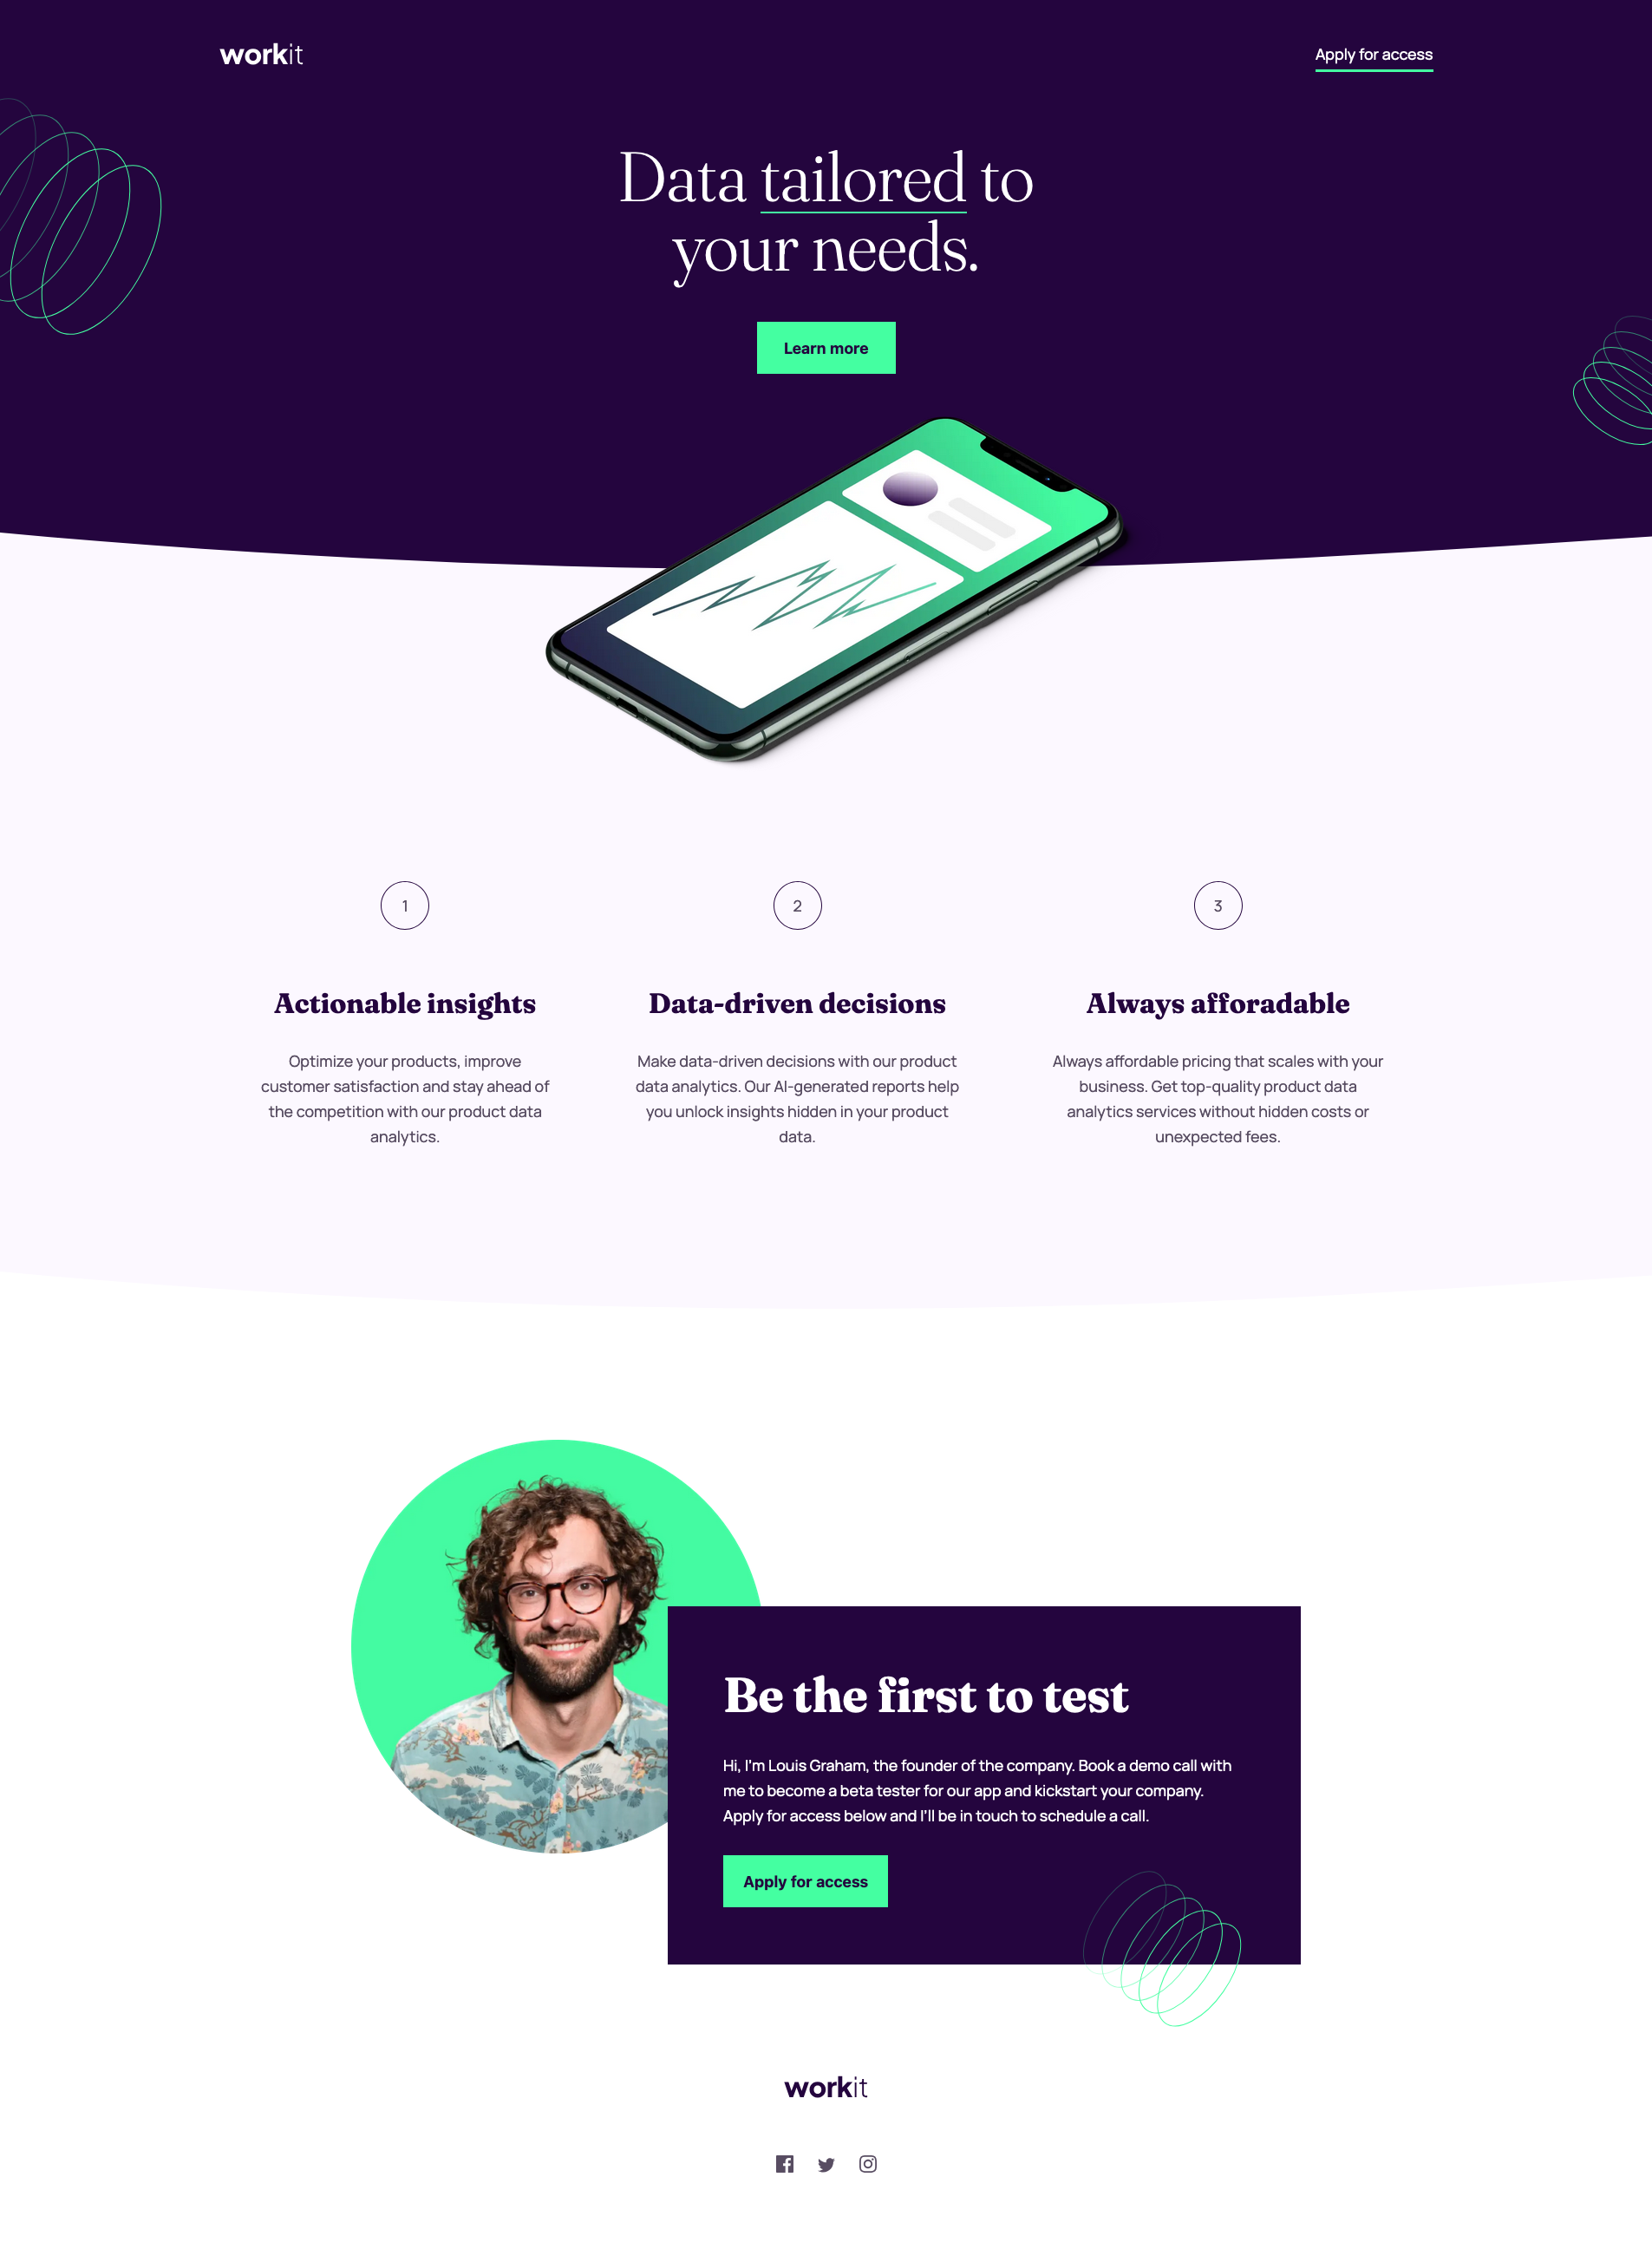 workit
Apply for access
Data tailored to
your needs.
Learn more
1
Actionable insights
Optimize your products, improve
customer satisfaction and stay ahead of
the competition with our product data
analytics.
2
Data-driven decisions
Make data-driven decisions with our product
data analytics. Our AI-generated reports help
you unlock insights hidden in your product
data.
3
Always afforadable
Always affordable pricing that scales with your
business. Get top-quality product data
analytics services without hidden costs or
unexpected fees.
Be the first to test
Hi, I'm Louis Graham, the founder of the company. Book a demo call with
me to become a beta tester for our app and kickstart your company.
Apply for access below and I'll be in touch to schedule a call.
Apply for access
workit